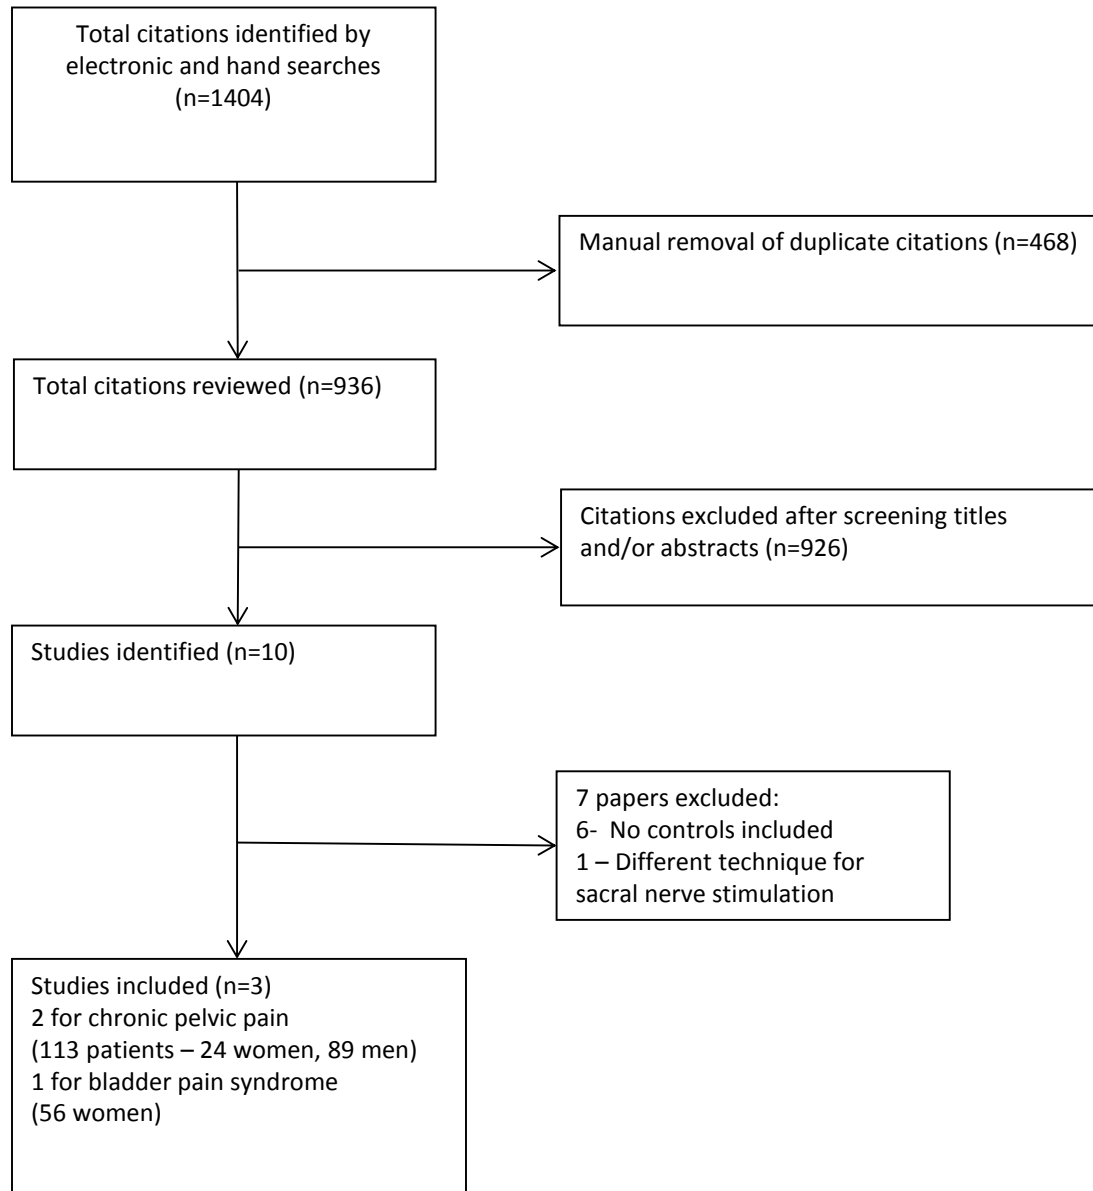 Total citations identified by
electronic and hand searches
(n=1404)
Manual removal of duplicate citations (n=468)
Total citations reviewed (n=936)
Citations excluded after screening titles
and/or abstracts (n=926)
Studies identified (n=10)
7 papers excluded:
6-  No controls included
1 – Different technique for
sacral nerve stimulation
Studies included (n=3)
2 for chronic pelvic pain
(113 patients – 24 women, 89 men)
1 for bladder pain syndrome
(56 women)